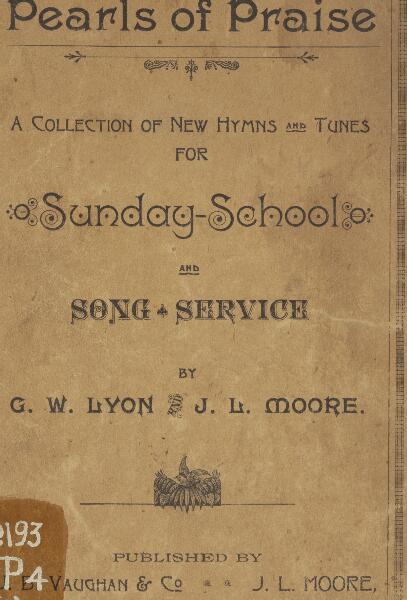 Pearls of Praise
A COLLECTION OF NEW HYMNS AND TUNES
FOR
Sunday-School
AND
SONG SERVICE
BY
G. W. LYON & J. L. MOORE.
PUBLISHED BY
J. B. VAUGHAN & Co J. L. MOORE,
2193
P4